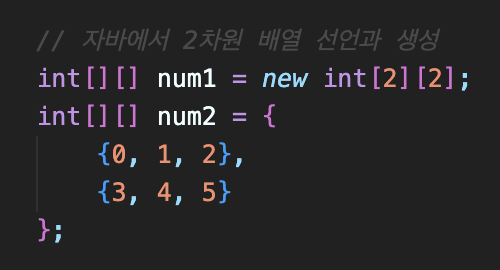 // 자바에서 2차원 배열 선언과 생성
int[][] num1 = new int[2][2];
int[][] num2 = {
    {0, 1, 2},
    {3, 4, 5}
};